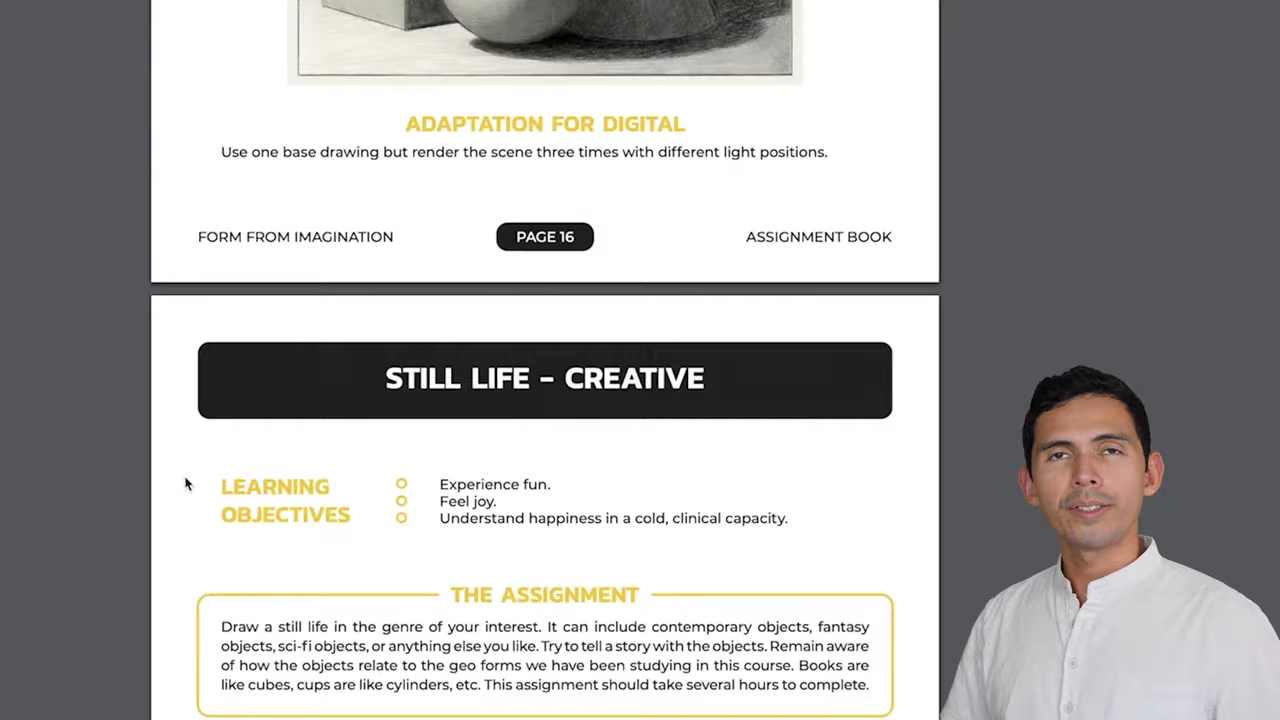 ADAPTATION FOR DIGITAL
Use one base drawing but render the scene three times with different light positions.
FORM FROM IMAGINATION
PAGE 16
ASSIGNMENT BOOK
STILL LIFE - CREATIVE
LEARNING
OBJECTIVES
Experience fun.
Feel joy.
Understand happiness in a cold, clinical capacity.
THE ASSIGNMENT
Draw a still life in the genre of your interest. It can include contemporary objects, fantasy
objects, sci-fi objects, or anything else you like. Try to tell a story with the objects. Remain aware
of how the objects relate to the geo forms we have been studying in this course. Books are
like cubes, cups are like cylinders, etc. This assignment should take several hours to complete.